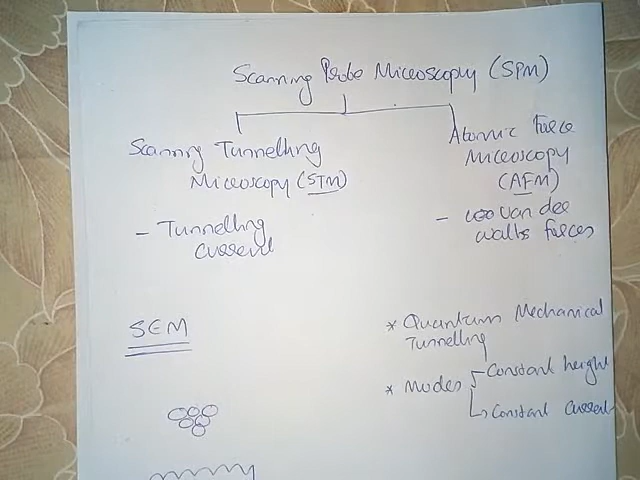 Scanning Probe Microscopy (SPM)
Scanning Tunnelling
Microscopy (STM)
- Tunnelling
current
Atomic Force
Microscopy
(AFM)
- van der
walls forces
SEM
* Quantum Mechanical
Tunnelling
* Modes
Constant height
Constant current